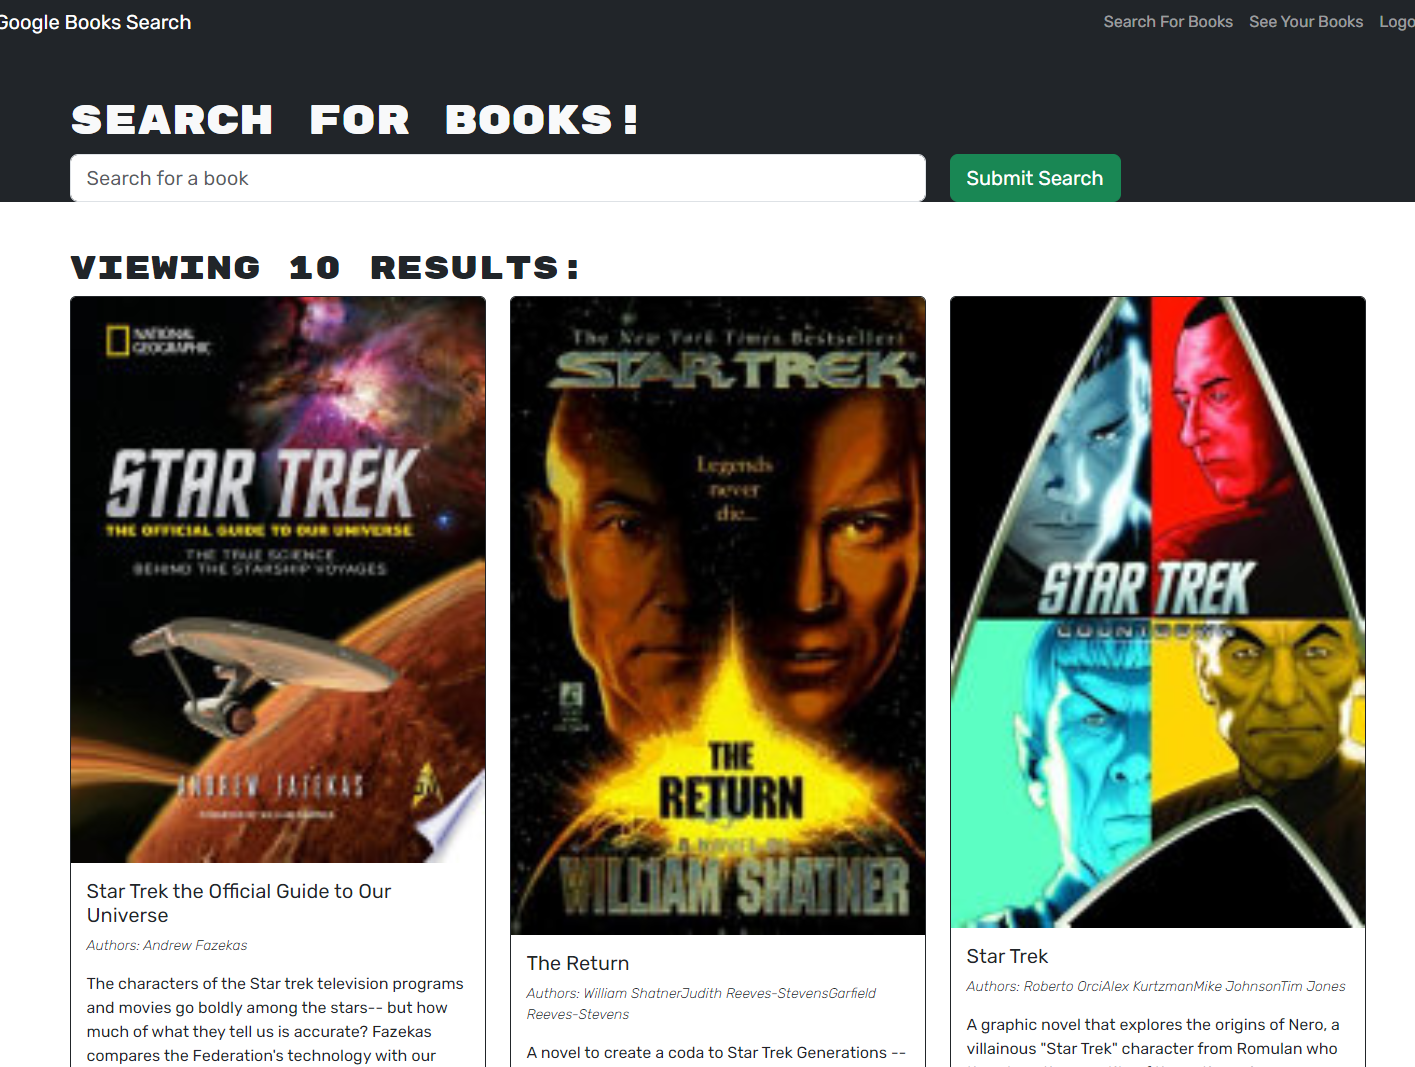 Google Books Search
Search For Books
See Your Books
Logo
SEARCH FOR BOOKS!
Search for a book
Submit Search
VIEWING 10 RESULTS:
NATIONAL
GEOGRAPHIC
STAR TREK
THE OFFICIAL GUIDE TO OUR UNIVERSE
THE TRUE SCIENCE
BEHIND THE STARSHIP VOYAGES
ANDREW FAZEKAS
Star Trek the Official Guide to Our
Universe
Authors: Andrew Fazekas
The characters of the Star trek television programs
and movies go boldly among the stars-- but how
much of what they tell us is accurate? Fazekas
compares the Federation's technology with our
The New York Times Bestseller!
STAR TREK
Legends
never
die...
THE
RETURN
A NOVEL BY
WILLIAM SHATNER
The Return
Authors: William ShatnerJudith Reeves-StevensGarfield
Reeves-Stevens
A novel to create a coda to Star Trek Generations --
STAR TREK
COUNTDOWN
Star Trek
Authors: Roberto OrciAlex KurtzmanMike JohnsonTim Jones
A graphic novel that explores the origins of Nero, a
villainous "Star Trek" character from Romulan who